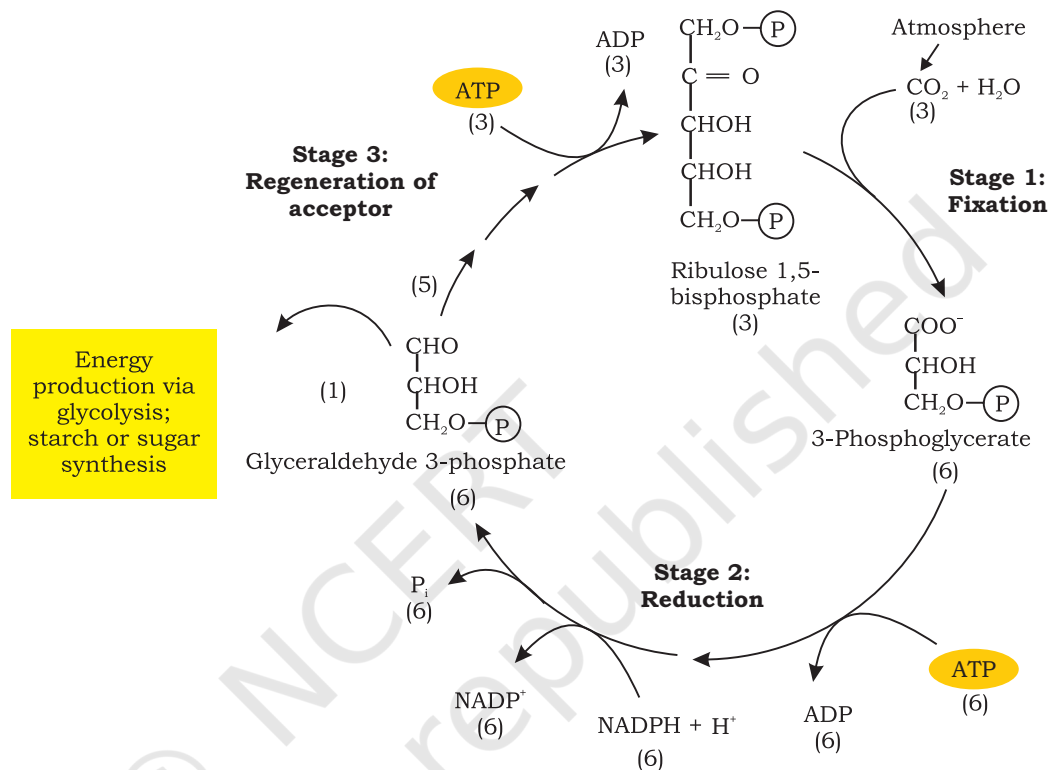 ADP
(3)
ATP
(3)
CH₂O—P
C = O
CHOH
CHOH
CH₂O—P
Ribulose 1,5-
bisphosphate
(3)
Atmosphere
CO₂ + H₂O
(3)
Stage 1:
Fixation
Stage 3:
Regeneration of
acceptor
COO⁻
CHOH
CH₂O—P
3-Phosphoglycerate
(6)
(5)
CHO
CHOH
CH₂O—P
Glyceraldehyde 3-phosphate
(6)
(1)
Energy
production via
glycolysis;
starch or sugar
synthesis
Stage 2:
Reduction
Pᵢ
(6)
NADP⁺
(6)
NADPH + H⁺
(6)
ADP
(6)
ATP
(6)
© NCERT
republished